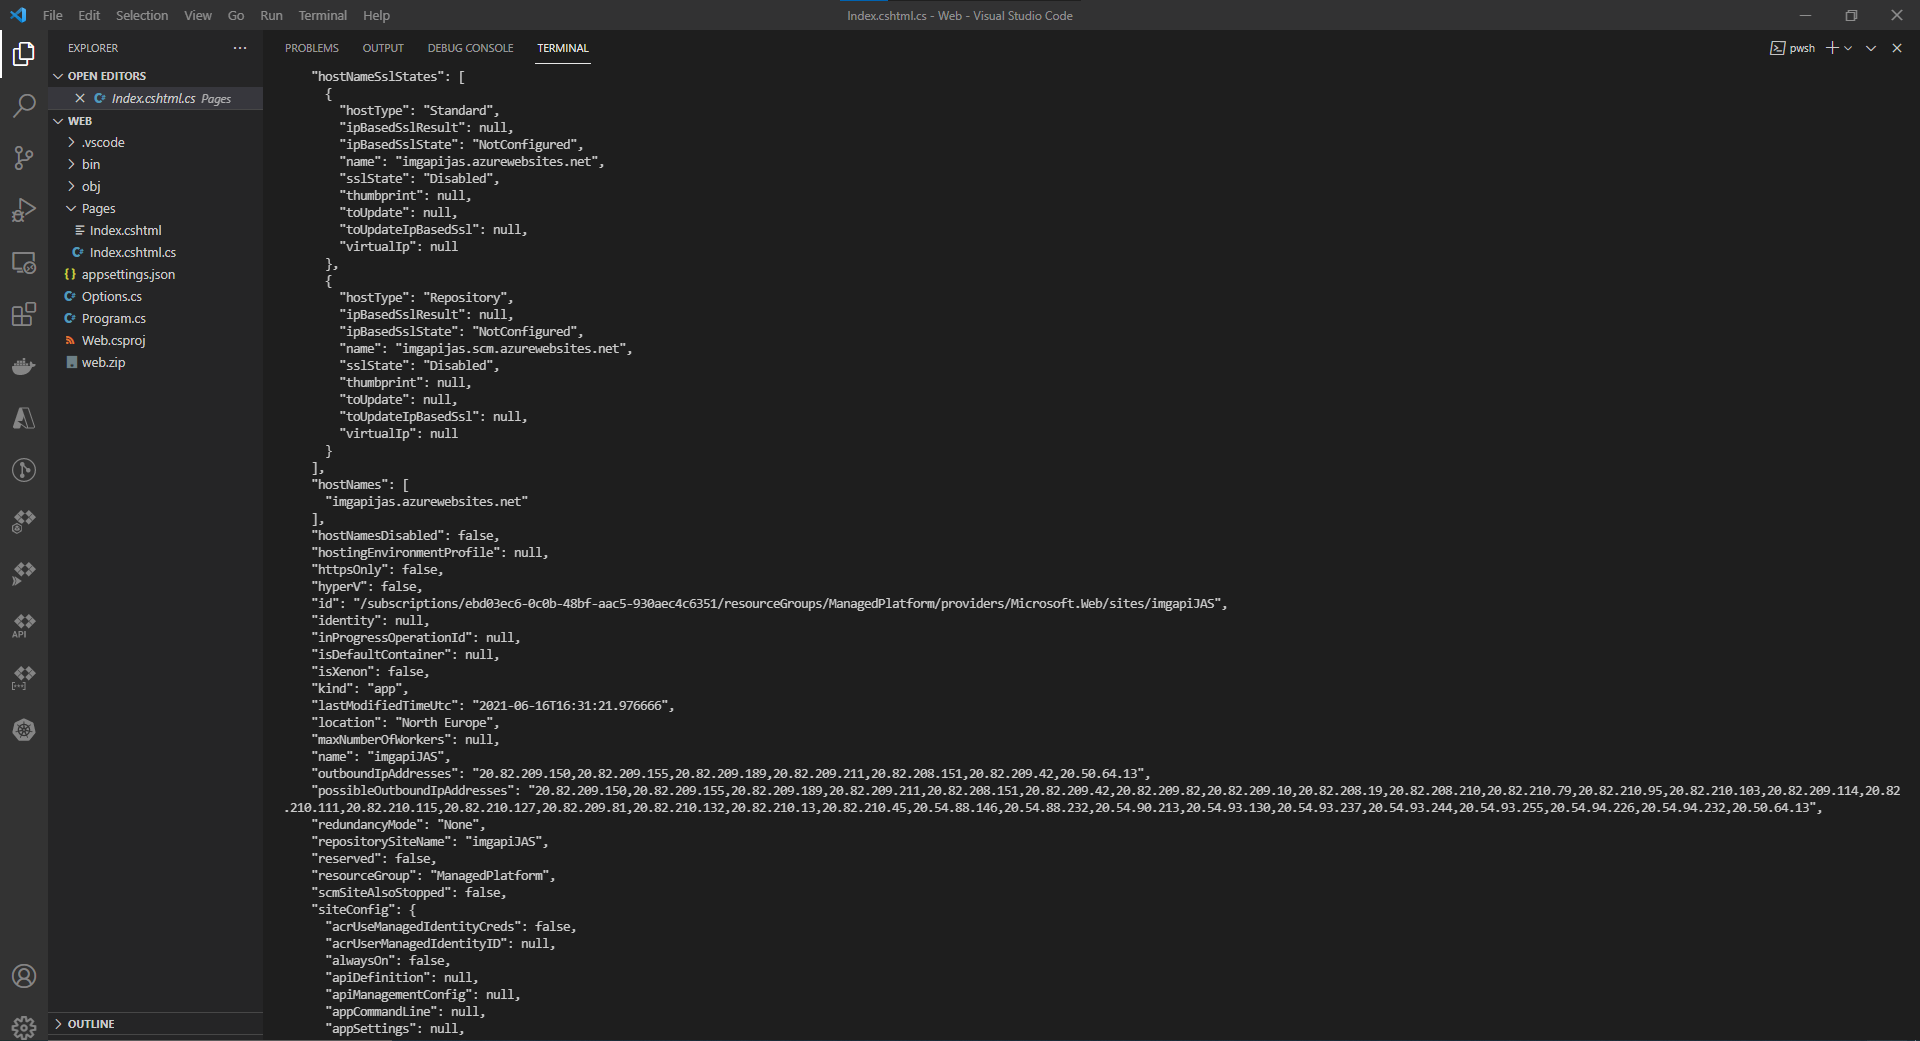 File Edit Selection View Go Run Terminal Help
Index.cshtml.cs - Web - Visual Studio Code
EXPLORER
OPEN EDITORS
Index.cshtml.cs Pages
WEB
.vscode
bin
obj
Pages
Index.cshtml
Index.cshtml.cs
appsettings.json
Options.cs
Program.cs
Web.csproj
web.zip
OUTLINE
API
PROBLEMS OUTPUT DEBUG CONSOLE TERMINAL
pwsh
"hostNameSslStates": [
{
"hostType": "Standard",
"ipBasedSslResult": null,
"ipBasedSslState": "NotConfigured",
"name": "imgapijas.azurewebsites.net",
"sslState": "Disabled",
"thumbprint": null,
"toUpdate": null,
"toUpdateIpBasedSsl": null,
"virtualIp": null
},
{
"hostType": "Repository",
"ipBasedSslResult": null,
"ipBasedSslState": "NotConfigured",
"name": "imgapijas.scm.azurewebsites.net",
"sslState": "Disabled",
"thumbprint": null,
"toUpdate": null,
"toUpdateIpBasedSsl": null,
"virtualIp": null
}
],
"hostNames": [
"imgapijas.azurewebsites.net"
],
"hostNamesDisabled": false,
"hostingEnvironmentProfile": null,
"httpsOnly": false,
"hyperV": false,
"id": "/subscriptions/ebd03ec6-0c0b-48bf-aac5-930aec4c6351/resourceGroups/ManagedPlatform/providers/Microsoft.Web/sites/imgapiJAS",
"identity": null,
"inProgressOperationId": null,
"isDefaultContainer": null,
"isXenon": false,
"kind": "app",
"lastModifiedTimeUtc": "2021-06-16T16:31:21.976666",
"location": "North Europe",
"maxNumberOfWorkers": null,
"name": "imgapiJAS",
"outboundIpAddresses": "20.82.209.150,20.82.209.155,20.82.209.189,20.82.209.211,20.82.208.151,20.82.209.42,20.50.64.13",
"possibleOutboundIpAddresses": "20.82.209.150,20.82.209.155,20.82.209.189,20.82.209.211,20.82.208.151,20.82.209.42,20.82.209.82,20.82.209.10,20.82.208.19,20.82.208.210,20.82.210.79,20.82.210.95,20.82.210.103,20.82.209.114,20.82
.210.111,20.82.210.115,20.82.210.127,20.82.209.81,20.82.210.132,20.82.210.13,20.82.210.45,20.54.88.146,20.54.88.232,20.54.90.213,20.54.93.130,20.54.93.237,20.54.93.244,20.54.93.255,20.54.94.226,20.54.94.232,20.50.64.13",
"redundancyMode": "None",
"repositorySiteName": "imgapiJAS",
"reserved": false,
"resourceGroup": "ManagedPlatform",
"scmSiteAlsoStopped": false,
"siteConfig": {
"acrUseManagedIdentityCreds": false,
"acrUserManagedIdentityID": null,
"alwaysOn": false,
"apiDefinition": null,
"apiManagementConfig": null,
"appCommandLine": null,
"appSettings": null,